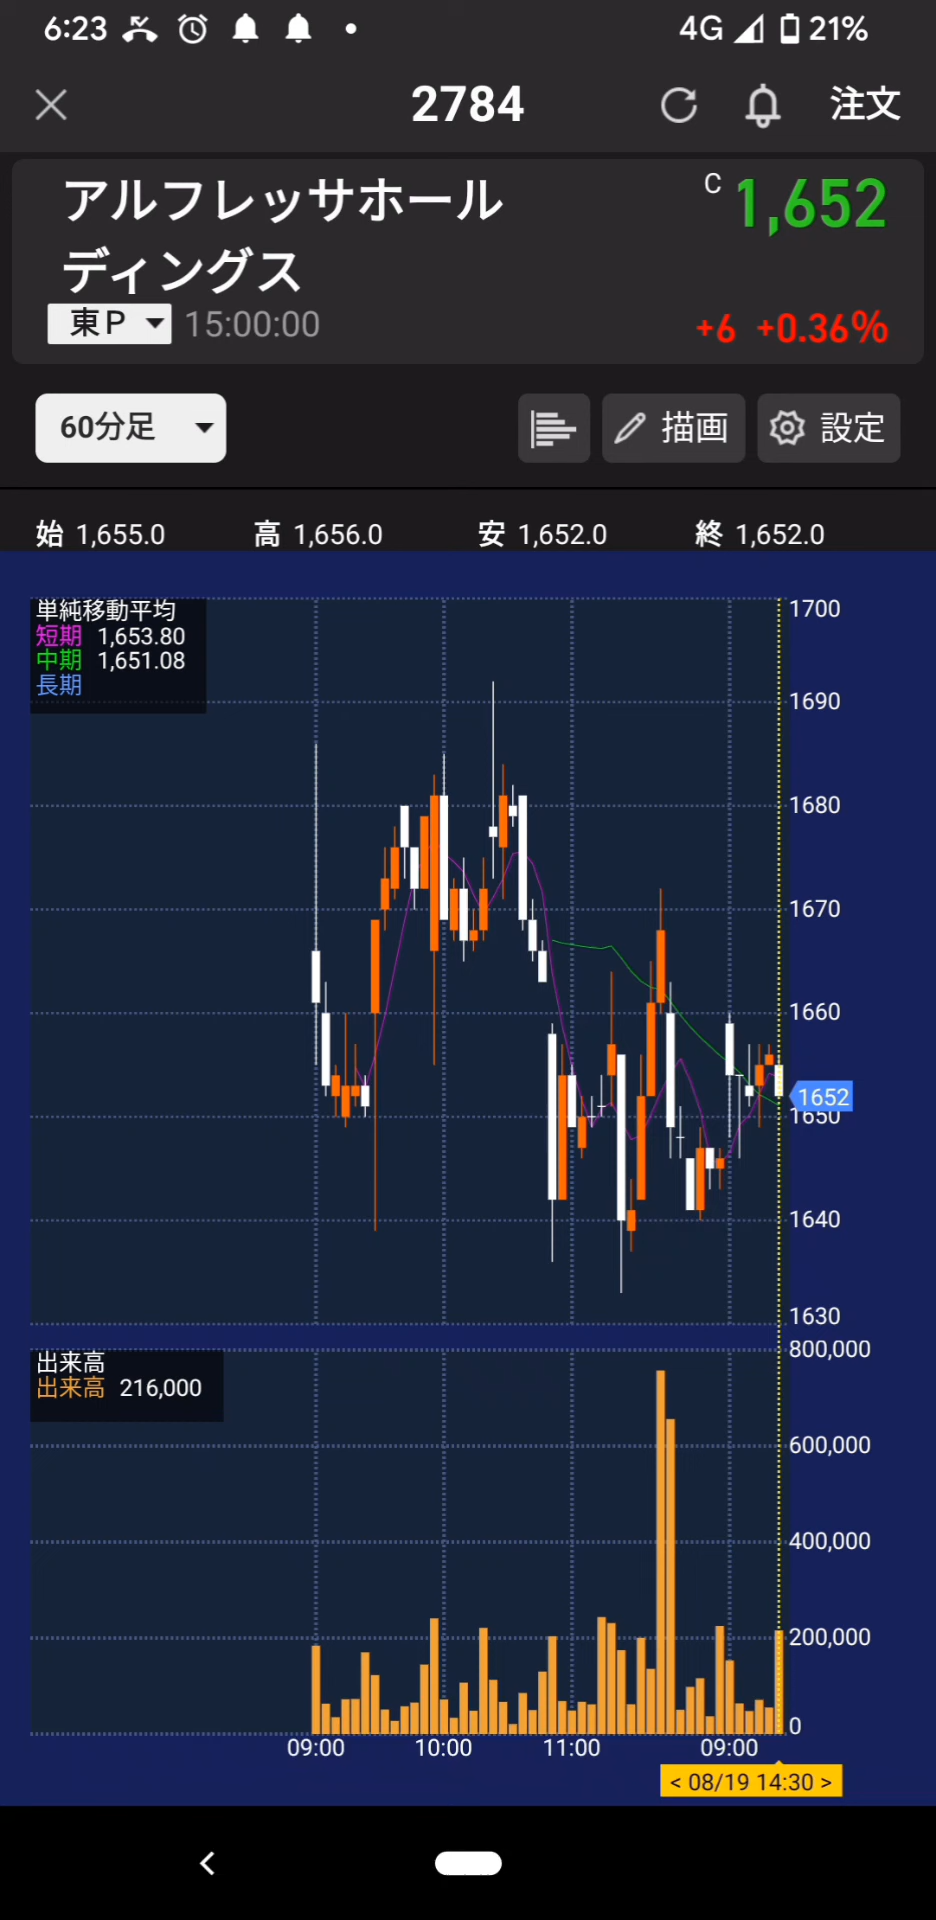 6:23 4G 21%
2784 注文
アルフレッサホール
ディングス
C 1,652
東P 15:00:00 +6 +0.36%
60分足 描画 設定
始 1,655.0 高 1,656.0 安 1,652.0 終 1,652.0
単純移動平均
短期 1,653.80
中期 1,651.08
長期
1700
1690
1680
1670
1660
1652
1650
1640
1630
出来高
出来高 216,000
800,000
600,000
400,000
200,000
0
09:00 10:00 11:00 09:00
< 08/19 14:30 >